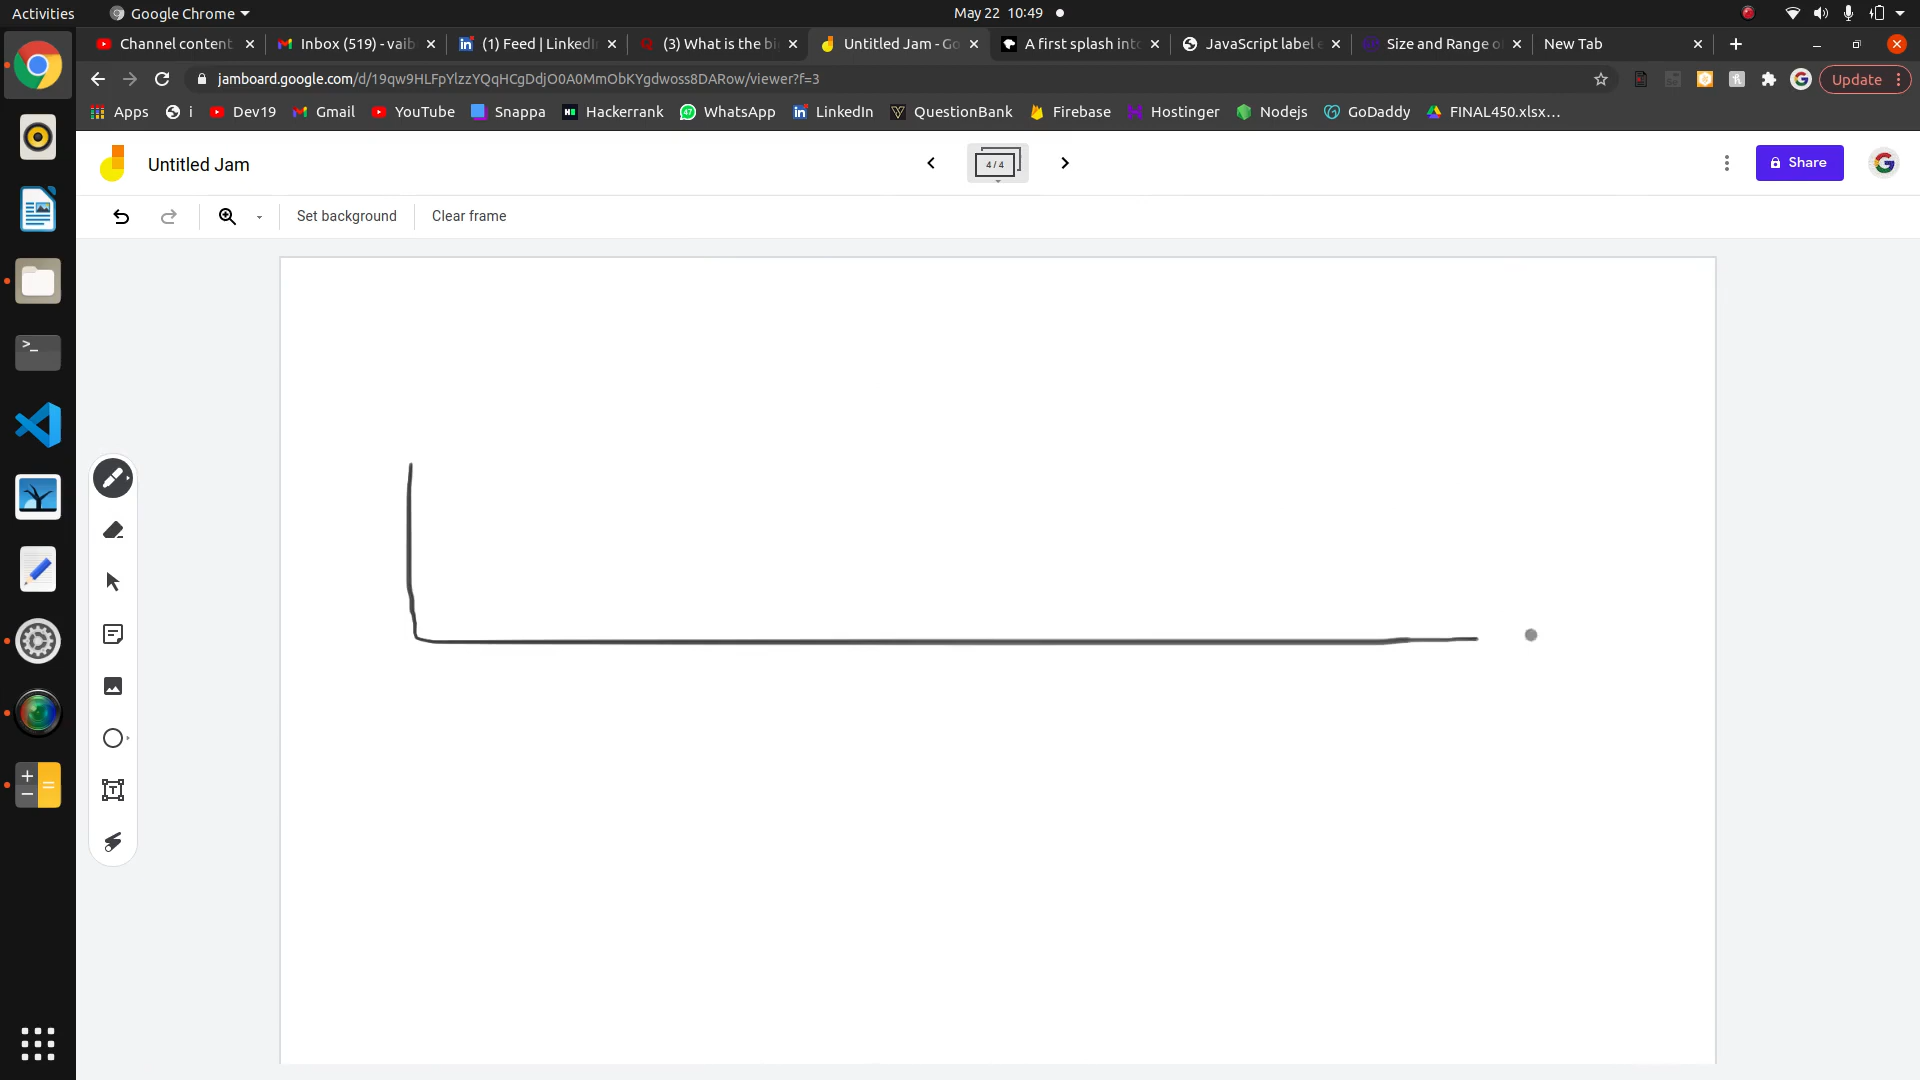 Activities Google Chrome May 22 10:49
Channel content Inbox (519) - vaib (1) Feed | LinkedIn (3) What is the bi Untitled Jam - Go A first splash into JavaScript label e Size and Range o New Tab
jamboard.google.com/d/19qw9HLFpYlzzYQqHCgDdjO0A0MmObKYgdwoss8DARow/viewer?f=3 Update
Apps i Dev19 Gmail YouTube Snappa Hackerrank WhatsApp LinkedIn QuestionBank Firebase Hostinger Nodejs GoDaddy FINAL450.xlsx...
Untitled Jam 4 / 4 Share
Set background Clear frame